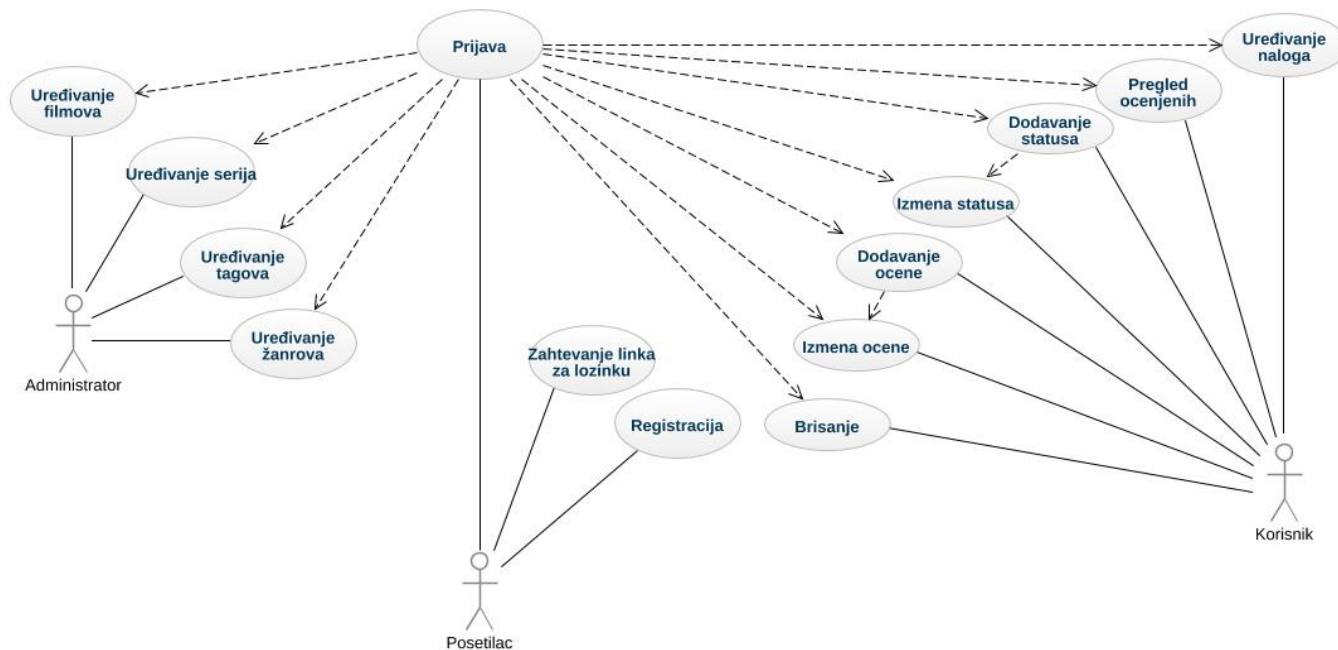 Prijava
Uređivanje
naloga
Uređivanje
filmova
Pregled
ocenjenih
Dodavanje
statusa
Uređivanje serija
Izmena statusa
Uređivanje
tagova
Dodavanje
ocene
Uređivanje
žanrova
Izmena ocene
Zahtevanje linka
za lozinku
Administrator
Registracija
Brisanje
Korisnik
Posetilac